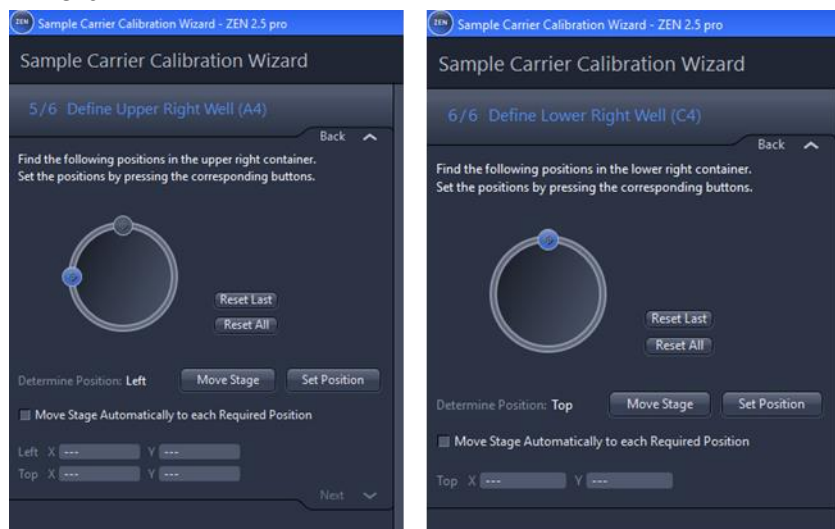 ZEN Sample Carrier Calibration Wizard - ZEN 2.5 pro
Sample Carrier Calibration Wizard
5/6 Define Upper Right Well (A4)
Back
Find the following positions in the upper right container.
Set the positions by pressing the corresponding buttons.
Reset Last
Reset All
Determine Position: Left Move Stage Set Position
Move Stage Automatically to each Required Position
Left X --- Y ---
Top X --- Y ---
Next
ZEN Sample Carrier Calibration Wizard - ZEN 2.5 pro
Sample Carrier Calibration Wizard
6/6 Define Lower Right Well (C4)
Back
Find the following positions in the lower right container.
Set the positions by pressing the corresponding buttons.
Reset Last
Reset All
Determine Position: Top Move Stage Set Position
Move Stage Automatically to each Required Position
Top X --- Y ---